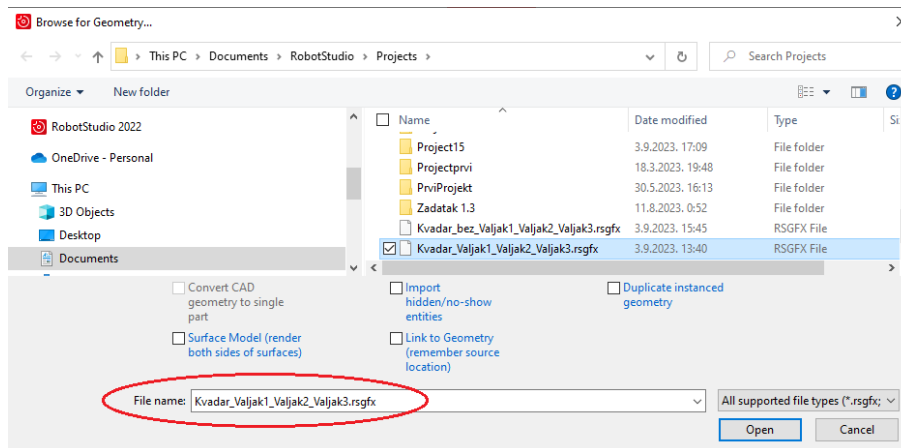 Browse for Geometry...
This PC > Documents > RobotStudio > Projects >
Search Projects
Organize
New folder
RobotStudio 2022
OneDrive - Personal
This PC
3D Objects
Desktop
Documents
Name Date modified Type
Project15 3.9.2023. 17:09 File folder
Projectprvi 18.3.2023. 19:48 File folder
PrviProjekt 30.5.2023. 16:13 File folder
Zadatak 1.3 11.8.2023. 0:52 File folder
Kvadar_bez_Valjak1_Valjak2_Valjak3.rsgfx 3.9.2023. 15:45 RSGFX File
Kvadar_Valjak1_Valjak2_Valjak3.rsgfx 3.9.2023. 13:40 RSGFX File
Convert CAD
geometry to single
part
Import
hidden/no-show
entities
Duplicate instanced
geometry
Surface Model (render
both sides of surfaces)
Link to Geometry
(remember source
location)
File name: Kvadar_Valjak1_Valjak2_Valjak3.rsgfx
All supported file types (*.rsgfx;
Open
Cancel